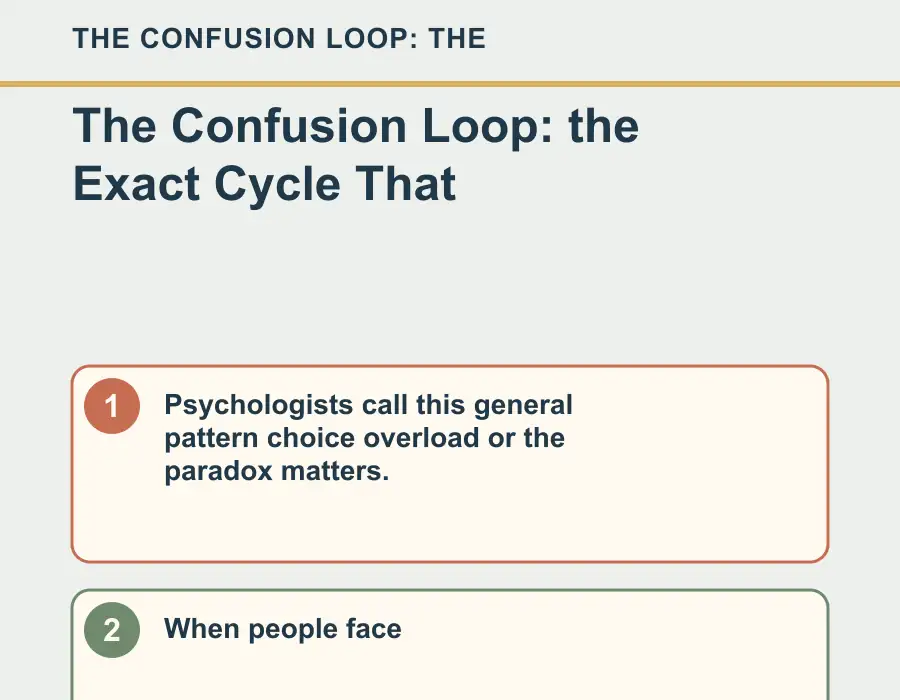 THE CONFUSION LOOP: THE
The Confusion Loop: the
Exact Cycle That
1
Psychologists call this general
pattern choice overload or the
paradox matters.
2
When people face